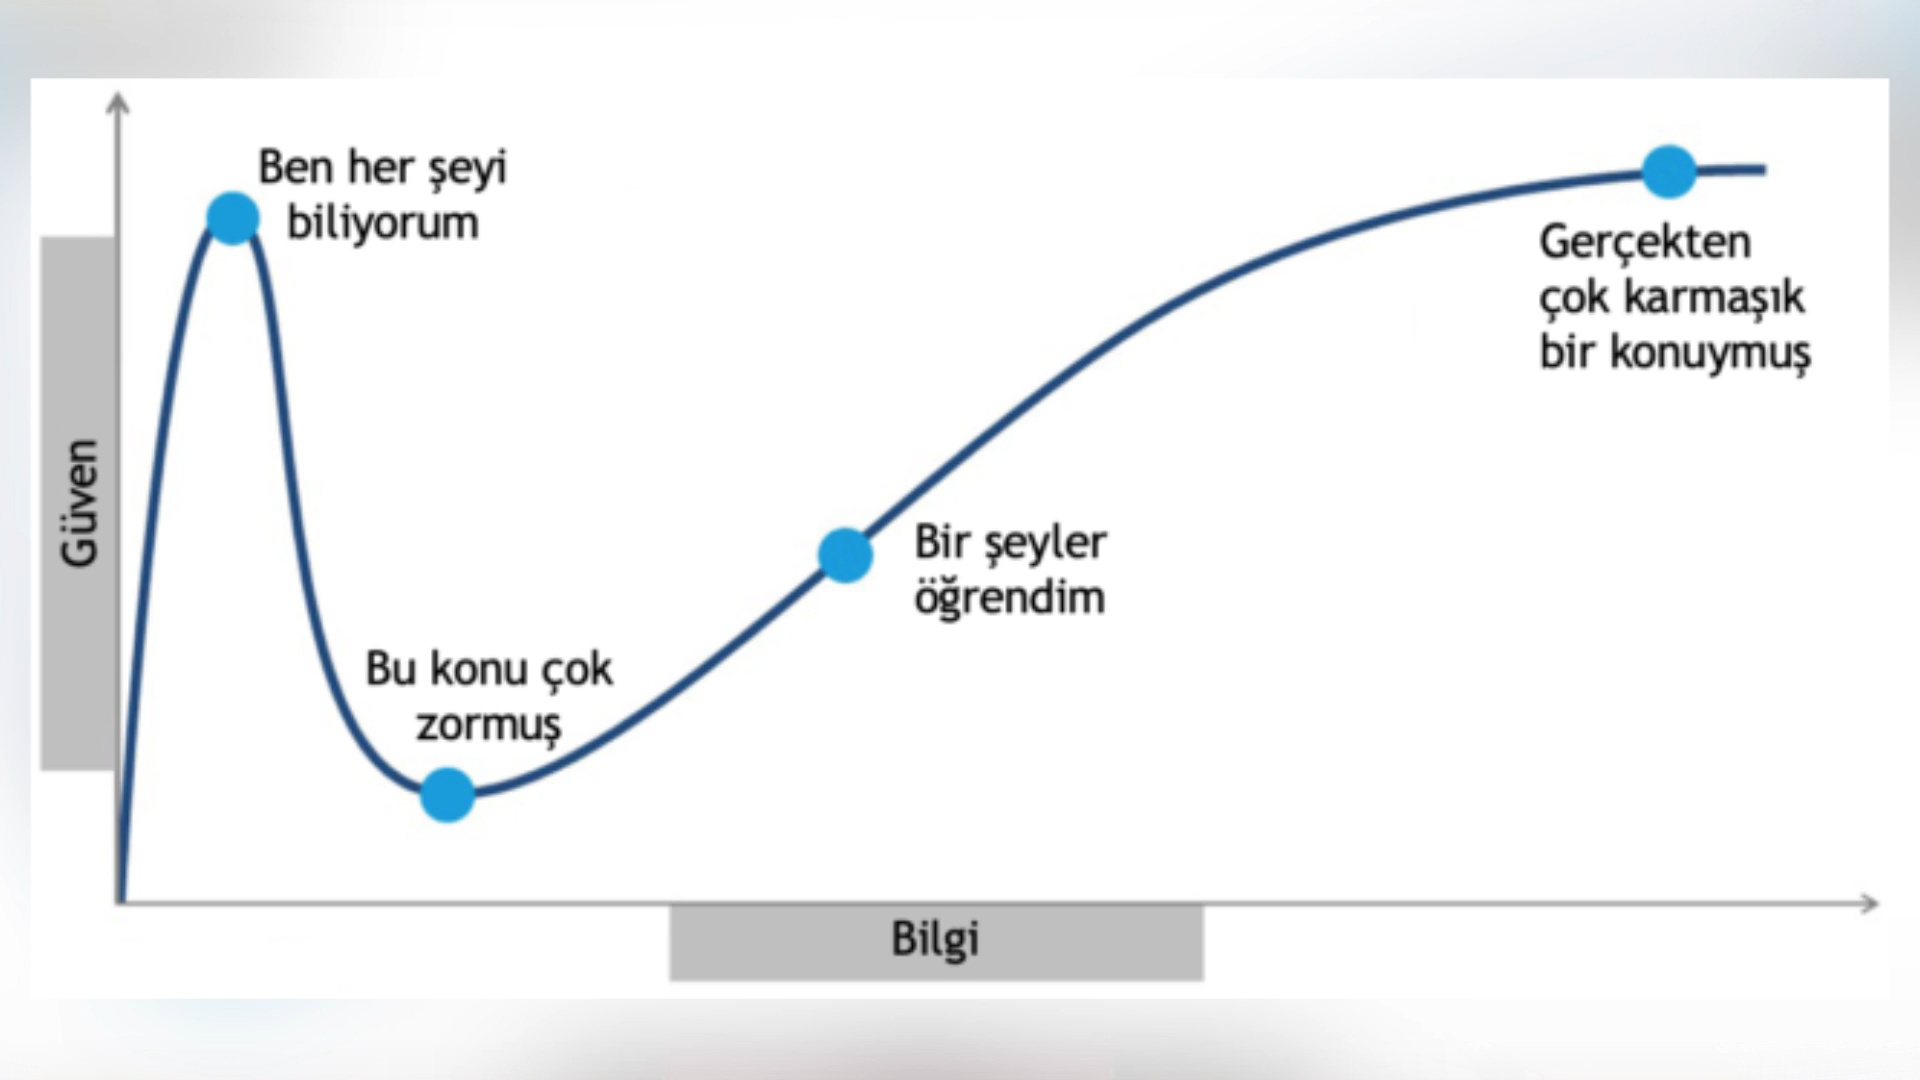 Ben her şeyi
biliyorum
Gerçekten
çok karmaşık
bir konuymuş
Güven
Bir şeyler
öğrendim
Bu konu çok
zormuş
Bilgi